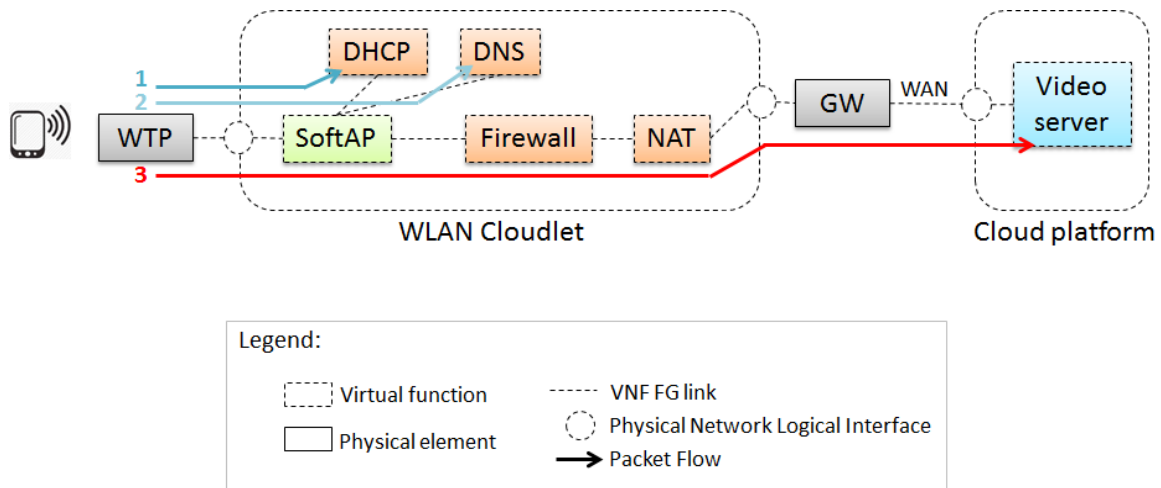 DHCP
DNS
1
2
WTP
SoftAP
Firewall
NAT
GW
WAN
Video
server
3
WLAN Cloudlet
Cloud platform
Legend:
Virtual function
VNF FG link
Physical element
Physical Network Logical Interface
Packet Flow